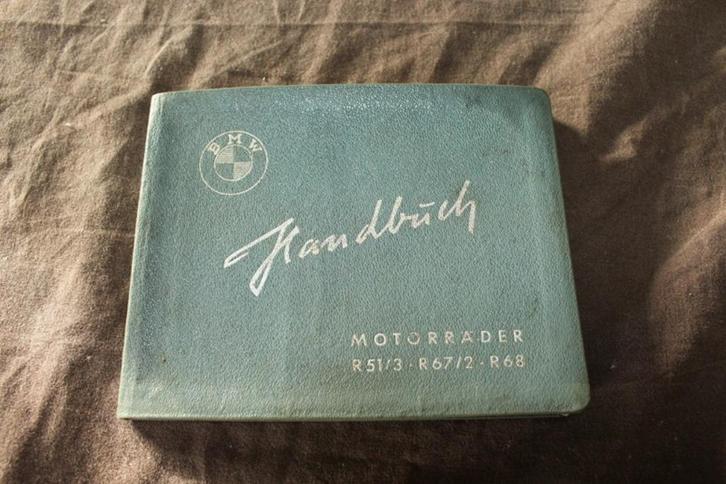 BMW
Handbuch
MOTORRÄDER
R51/3 · R67/2 · R68